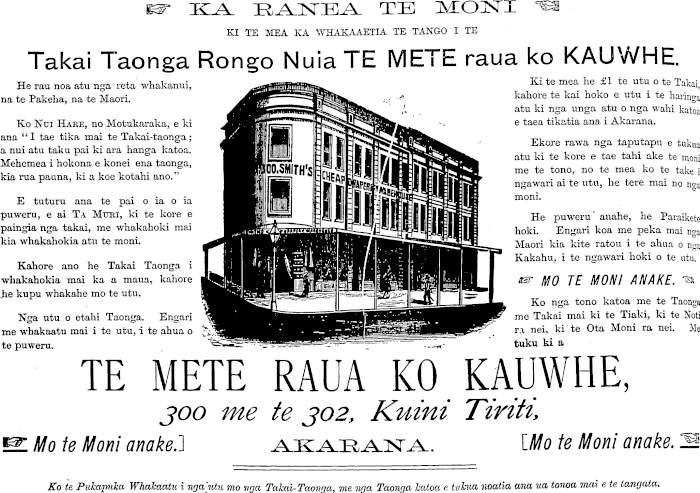 ☞ KA RANEA TE MONI ☜
KI TE MEA KA WHAKAAETIA TE TANGO I TE
Takai Taonga Rongo Nuia TE METE raua ko KAUWHE.
He rau noa atu nga reta whakanui,
na te Pakeha, na te Maori.
Ko Nui Hare, no Motukaraka, e ki
ana "I tae tika mai te Takai-taonga;
a nui atu taku pai ki ara hanga katoa.
Mehemea i hokona e konei ena taonga,
kia rua pauna, ki a koe kotahi ano."
E tuturu ana te pai o ia o ia
puweru, e ai Ta Muri, ki te kore e
paingia nga takai, me whakahoki mai
kia whakahokia atu te moni.
Kahore ano he Takai Taonga i
whakahokia mai ka a maua, kahore
he kupu whakahe mo te utu.
Nga utu o etahi Taonga. Engari
me whakaatu mai i te utu, i te ahua o
te puweru.
& COO. SMITH'S
CHEAP DRAPERY WAREHOUSE
Ki te mea he £1 te utu o te Takai,
kahore te kai hoko e utu i te haringa
atu ki nga unga atu o nga wahi katoa
e taea tikatia ana i Akarana.
Ekore rawa nga taputapu e tukua
atu ki te kore e tae tahi ake te moni
me te tono, no te mea ko te take i
ngawari ai te utu, he tere mai no nga
moni.
He puweru anahe, he Paraikete
hoki. Engari koa me peka mai nga
Maori kia kite ratou i te ahua o nga
Kakahu, i te ngawari hoki o te utu.
☞ MO TE MONI ANAKE. ☜
Ko nga tono katoa me te Taonga
me Takai mai ki te Tiaki, ki te Noti
ra nei, ki te Ota Moni ra nei. Me
tuku ki a
TE METE RAUA KO KAUWHE,
300 me te 302, Kuini Tiriti,
☞ Mo te Moni anake.] AKARANA. [Mo te Moni anake. ☜
Ko te Pukapuka Whakaatu i nga utu mo nga Takai-Taonga, me nga Taonga katoa e tukua noatia ana ua tonoa mai e te tangata.